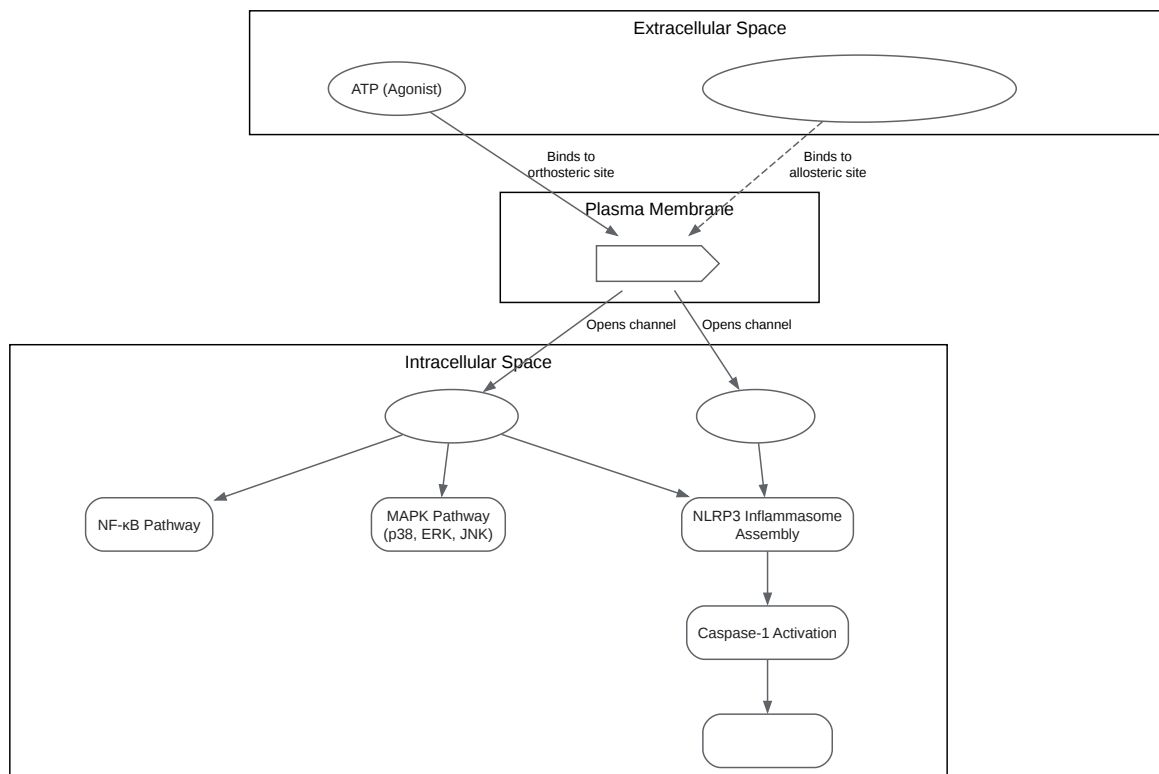 Extracellular Space
ATP (Agonist)
Binds to
orthosteric site
Binds to
allosteric site
Plasma Membrane
Opens channel
Opens channel
Intracellular Space
NF-κB Pathway
MAPK Pathway
(p38, ERK, JNK)
NLRP3 Inflammasome
Assembly
Caspase-1 Activation